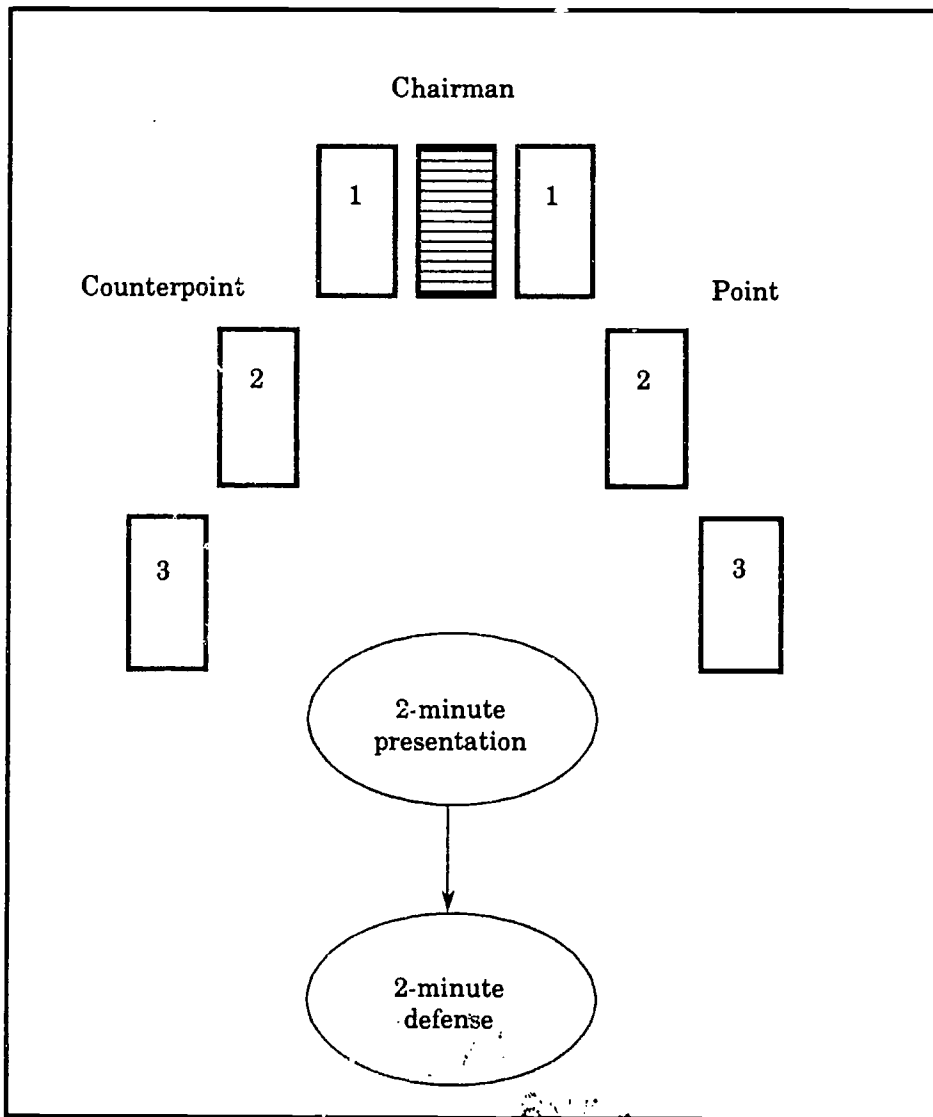 Chairman
1
1
Counterpoint
Point
2
2
3
3
2-minute
presentation
2-minute
defense